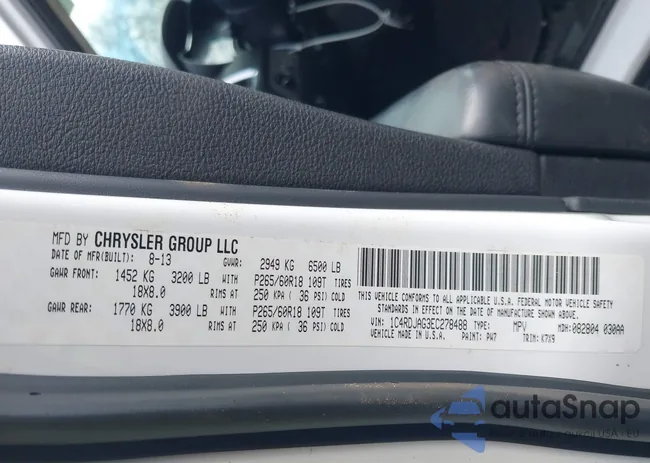 MFD BY CHRYSLER GROUP LLC
DATE OF MFR(BUILT): 8-13 GVWR: 2949 KG 6500 LB
GAWR FRONT: 1452 KG 3200 LB WITH P265/60R18 109T TIRES
18X8.0 RIMS AT 250 KPA ( 36 PSI) COLD
GAWR REAR: 1770 KG 3900 LB WITH P265/60R18 109T TIRES
18X8.0 RIMS AT 250 KPA ( 36 PSI) COLD
THIS VEHICLE CONFORMS TO ALL APPLICABLE U.S.A. FEDERAL MOTOR VEHICLE SAFETY
STANDARDS IN EFFECT ON THE DATE OF MANUFACTURE SHOWN ABOVE.
VIN: 1C4RDJAG3EC278488 TYPE: MPV MDH: 082804 030AA
VEHICLE MADE IN U.S.A. PAINT: PW7 TRIM: K7X9
autoSnap